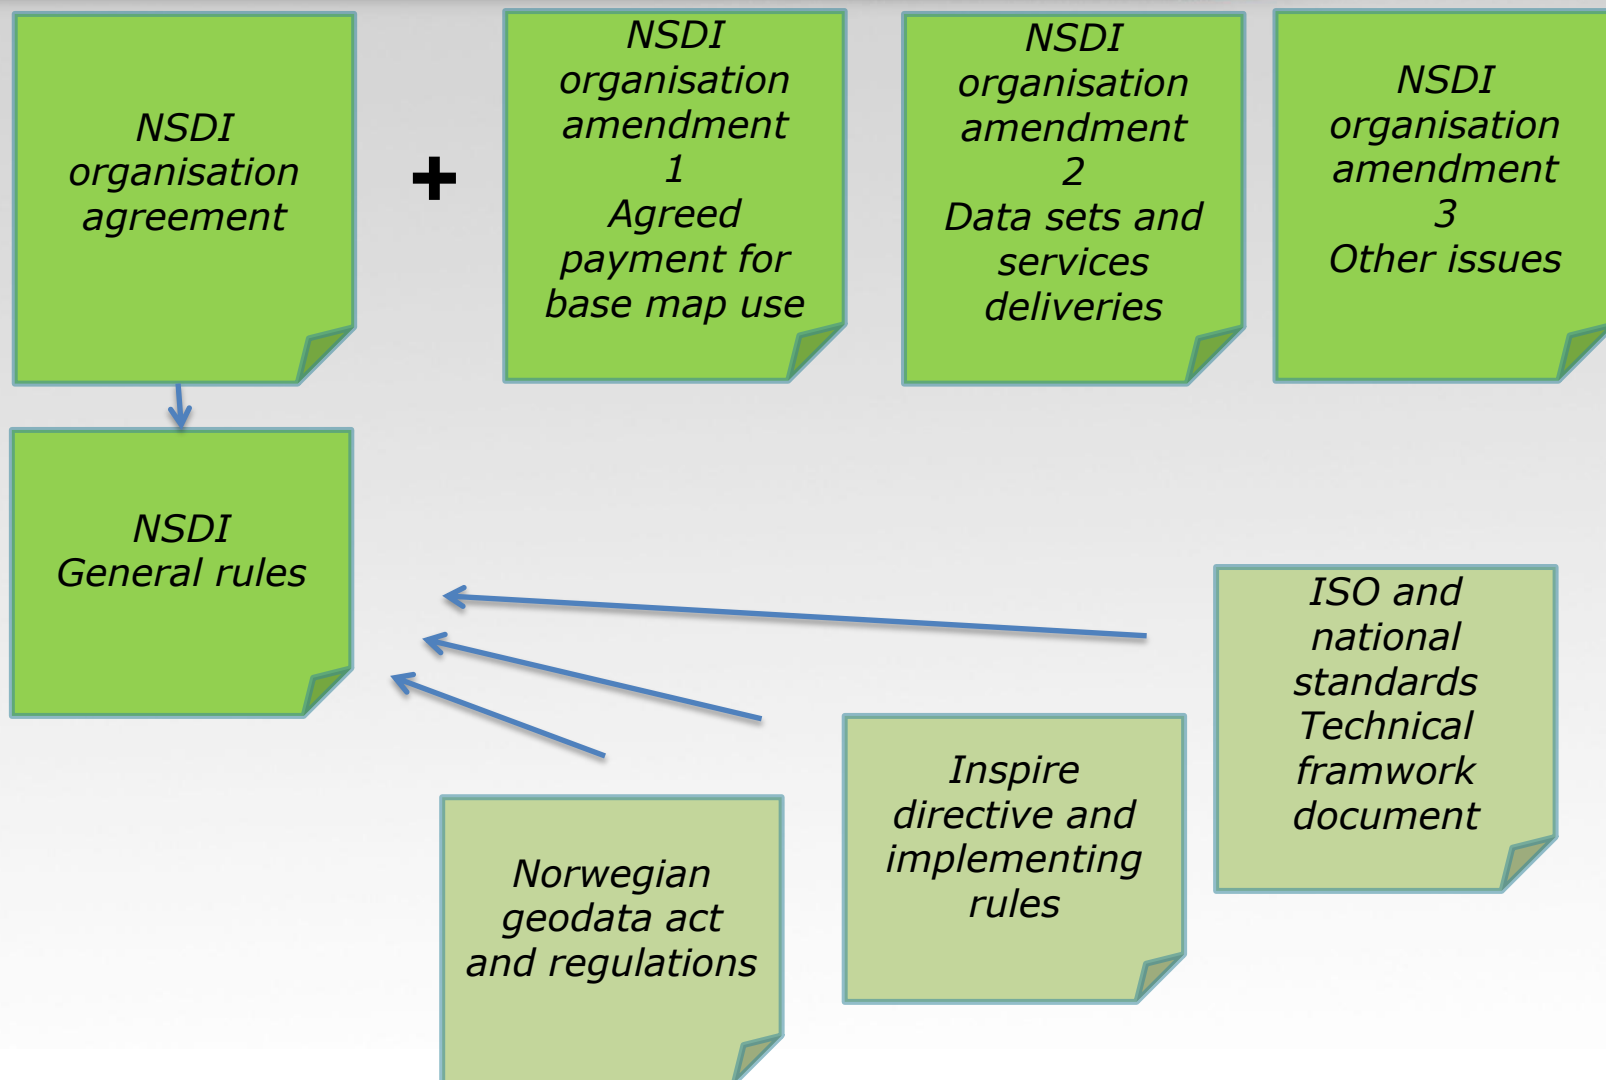 NSDI
organisation
agreement
+
NSDI
organisation
amendment
1
Agreed
payment for
base map use
NSDI
organisation
amendment
2
Data sets and
services
deliveries
NSDI
organisation
amendment
3
Other issues
NSDI
General rules
ISO and
national
standards
Technical
framwork
document
Inspire
directive and
implementing
rules
Norwegian
geodata act
and regulations